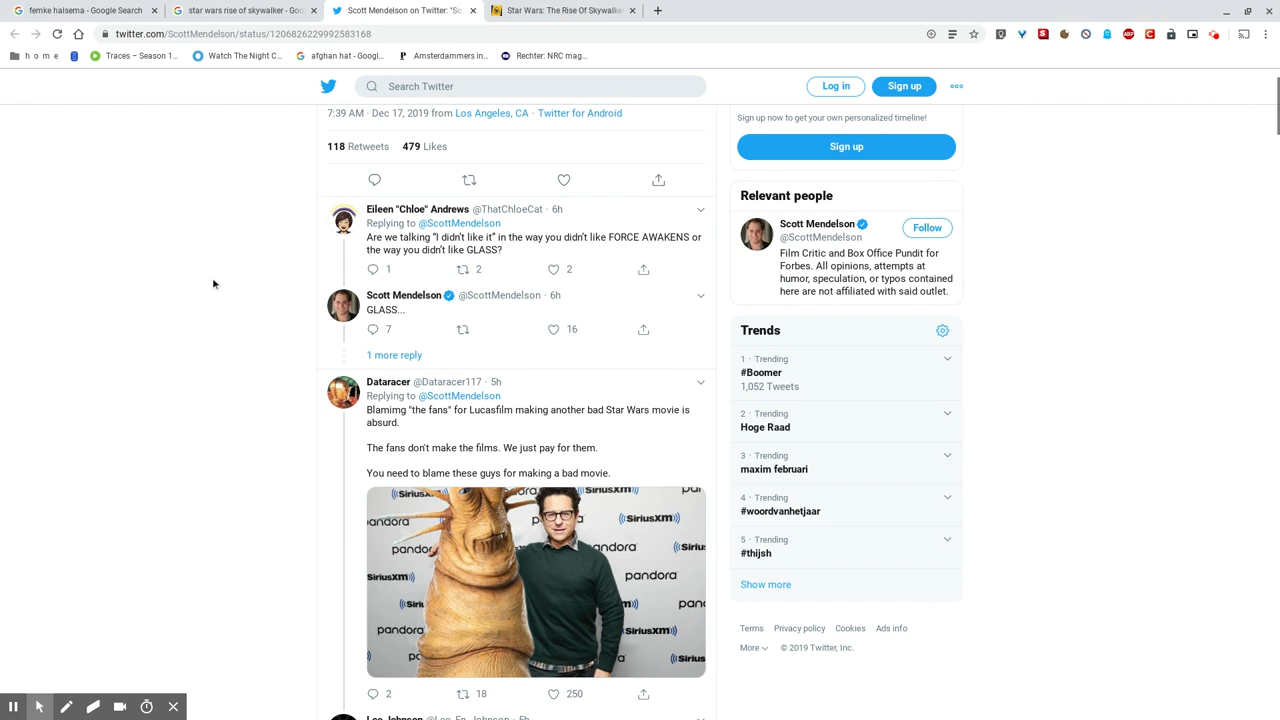 femke halsema - Google Search
star wars rise of skywalker - Goo
Scott Mendelson on Twitter: "So
Star Wars: The Rise Of Skywalke
twitter.com/ScottMendelson/status/1206826229992583168
h o m e
Traces – Season 1...
Watch The Night C...
afghan hat - Googl...
Amsterdammers in...
Rechter: NRC mag...
Search Twitter
Log in
Sign up
7:39 AM · Dec 17, 2019 from Los Angeles, CA · Twitter for Android
118 Retweets 479 Likes
Eileen "Chloe" Andrews @ThatChloeCat · 6h
Replying to @ScottMendelson
Are we talking “I didn’t like it” in the way you didn’t like FORCE AWAKENS or
the way you didn’t like GLASS?
1 2 2
Scott Mendelson @ScottMendelson · 6h
GLASS...
7 16
1 more reply
Dataracer @Dataracer117 · 5h
Replying to @ScottMendelson
Blamimg "the fans" for Lucasfilm making another bad Star Wars movie is
absurd.
The fans don't make the films. We just pay for them.
You need to blame these guys for making a bad movie.
SiriusXM
pandora
2 18 250
Sign up now to get your own personalized timeline!
Sign up
Relevant people
Scott Mendelson
@ScottMendelson
Follow
Film Critic and Box Office Pundit for
Forbes. All opinions, attempts at
humor, speculation, or typos contained
here are not affiliated with said outlet.
Trends
1 · Trending
#Boomer
1,052 Tweets
2 · Trending
Hoge Raad
3 · Trending
maxim februari
4 · Trending
#woordvanhetjaar
5 · Trending
#thijsh
Show more
Terms Privacy policy Cookies Ads info
More © 2019 Twitter, Inc.